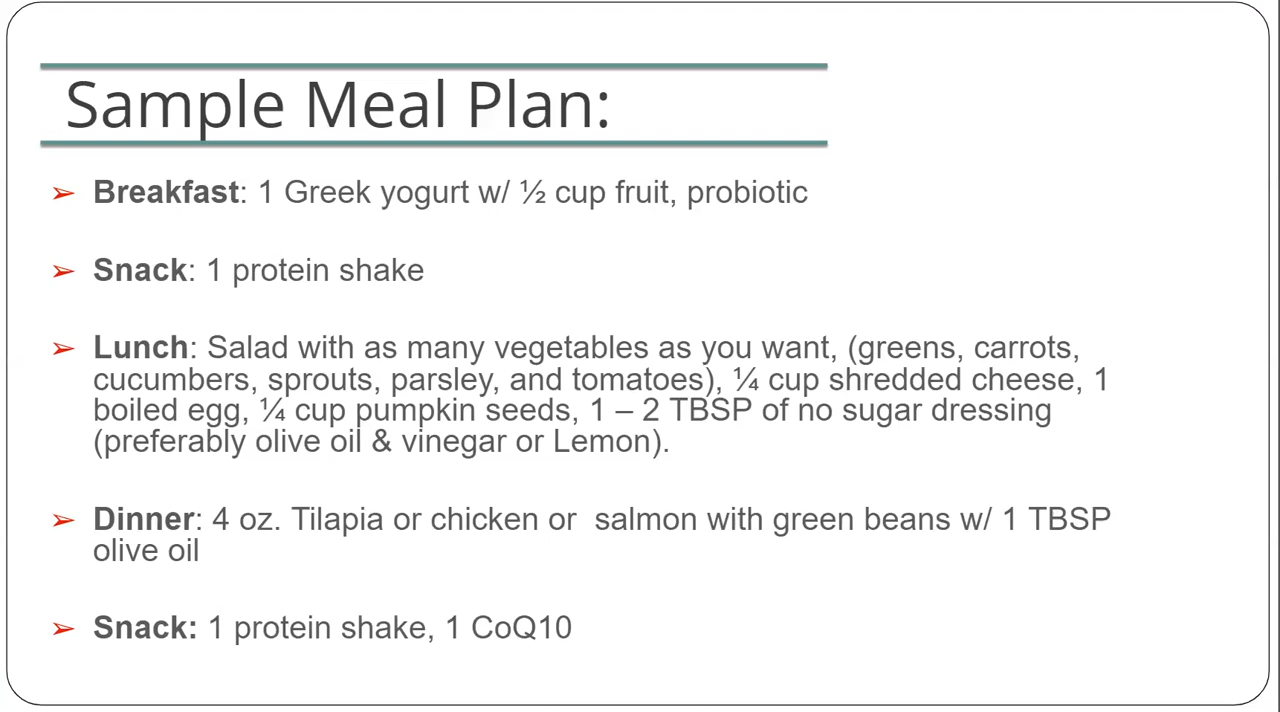 Sample Meal Plan:
➢ Breakfast: 1 Greek yogurt w/ ½ cup fruit, probiotic
➢ Snack: 1 protein shake
➢ Lunch: Salad with as many vegetables as you want, (greens, carrots,
cucumbers, sprouts, parsley, and tomatoes), ¼ cup shredded cheese, 1
boiled egg, ¼ cup pumpkin seeds, 1 – 2 TBSP of no sugar dressing
(preferably olive oil & vinegar or Lemon).
➢ Dinner: 4 oz. Tilapia or chicken or  salmon with green beans w/ 1 TBSP
olive oil
➢ Snack: 1 protein shake, 1 CoQ10